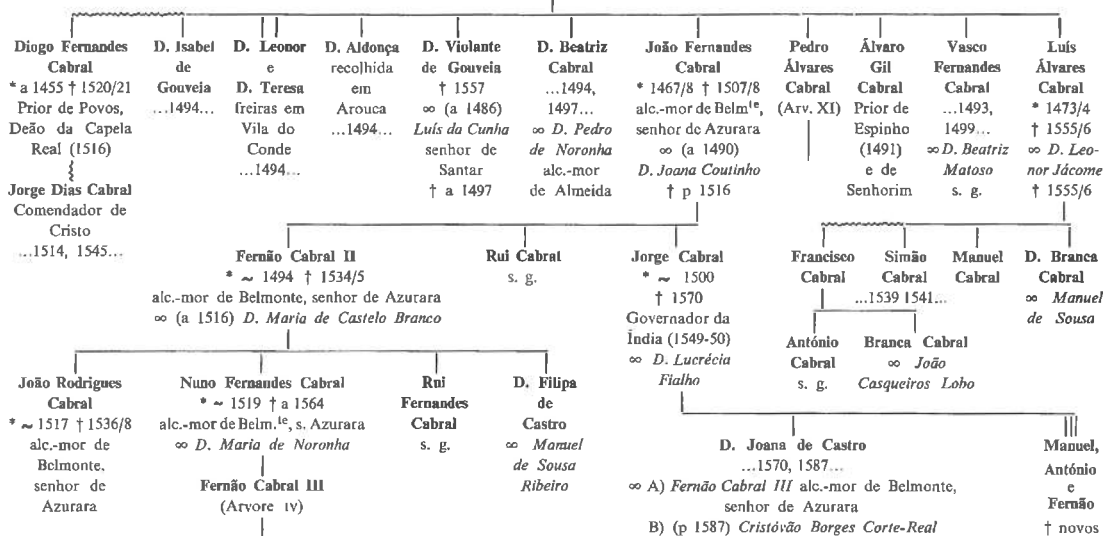 Diogo Fernandes
Cabral
* a 1455 † 1520/21
Prior de Povos,
Deão da Capela
Real (1516)
Jorge Dias Cabral
Comendador de
Cristo
...1514, 1545...
D. Isabel
de
Gouveia
...1494...
D. Leonor
e
D. Teresa
freiras em
Vila do
Conde
...1494...
D. Aldonça
recolhida
em
Arouca
...1494...
D. Violante
de Gouveia
† 1557
∞ (a 1486)
Luís da Cunha
senhor de
Santar
† a 1497
D. Beatriz
Cabral
...1494,
1497...
∞ D. Pedro
de Noronha
alc.-mor
de Almeida
João Fernandes
Cabral
* 1467/8 † 1507/8
alc.-mor de Belmte,
senhor de Azurara
∞ (a 1490)
D. Joana Coutinho
† p 1516
Pedro
Álvares
Cabral
(Arv. XI)
Álvaro
Gil
Cabral
Prior de
Espinho
(1491)
e de
Senhorim
Vasco
Fernandes
Cabral
...1493,
1499...
∞ D. Beatriz
Matoso
s. g.
Luís
Álvares
Cabral
* 1473/4
† 1555/6
∞ D. Leo-
nor Jácome
† 1555/6
Fernão Cabral II
* ~ 1494 † 1534/5
alc.-mor de Belmonte, senhor de Azurara
∞ (a 1516) D. Maria de Castelo Branco
Rui Cabral
s. g.
Jorge Cabral
* ~ 1500
† 1570
Governador da
Índia (1549-50)
∞ D. Lucrécia
Fialho
Francisco
Cabral
Simão
Cabral
...1539 1541...
Manuel
Cabral
D. Branca
Cabral
∞ Manuel
de Sousa
António
Cabral
s. g.
Branca Cabral
∞ João
Casqueiros Lobo
João Rodrigues
Cabral
* ~ 1517 † 1536/8
alc.-mor de
Belmonte,
senhor de
Azurara
Nuno Fernandes Cabral
* ~ 1519 † a 1564
alc.-mor de Belm.te, s. Azurara
∞ D. Maria de Noronha
Fernão Cabral III
(Arvore IV)
Rui
Fernandes
Cabral
s. g.
D. Filipa
de
Castro
∞ Manuel
de Sousa
Ribeiro
D. Joana de Castro
...1570, 1587...
∞ A) Fernão Cabral III alc.-mor de Belmonte,
senhor de Azurara
B) (p 1587) Cristóvão Borges Corte-Real
Manuel,
António
e
Fernão
† novos